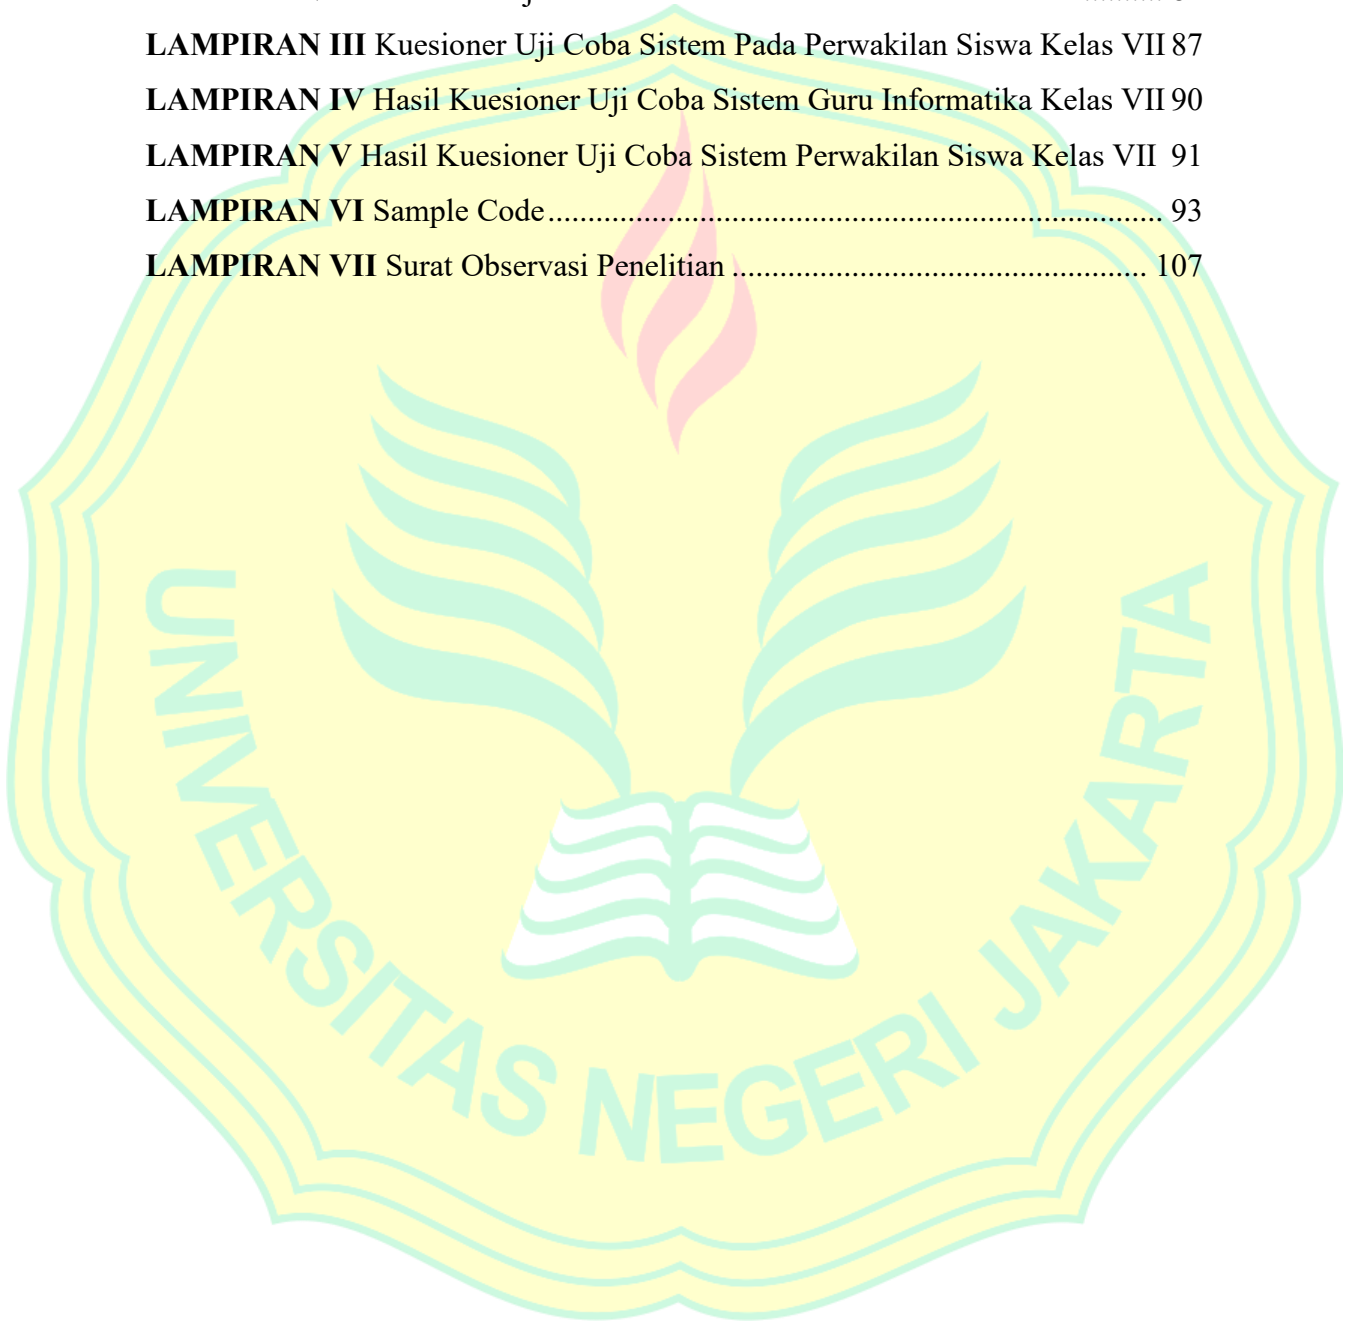 LAMPIRAN III Kuesioner Uji Coba Sistem Pada Perwakilan Siswa Kelas VII 87
LAMPIRAN IV Hasil Kuesioner Uji Coba Sistem Guru Informatika Kelas VII 90
LAMPIRAN V Hasil Kuesioner Uji Coba Sistem Perwakilan Siswa Kelas VII 91
LAMPIRAN VI Sample Code.......................................................................... 93
LAMPIRAN VII Surat Observasi Penelitian .................................................. 107
UNIVERSITAS NEGERI JAKARTA